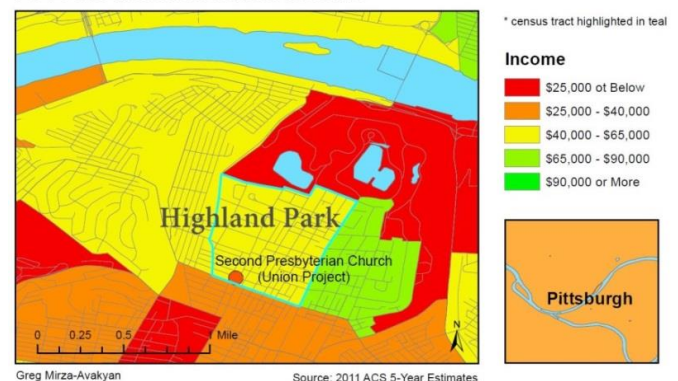 * census tract highlighted in teal
Income
$25,000 ot Below
$25,000 - $40,000
$40,000 - $65,000
$65,000 - $90,000
$90,000 or More
Highland Park
Second Presbyterian Church
(Union Project)
Pittsburgh
0 0.25 0.5 1 Mile
N
Greg Mirza-Avakyan
Source: 2011 ACS 5-Year Estimates